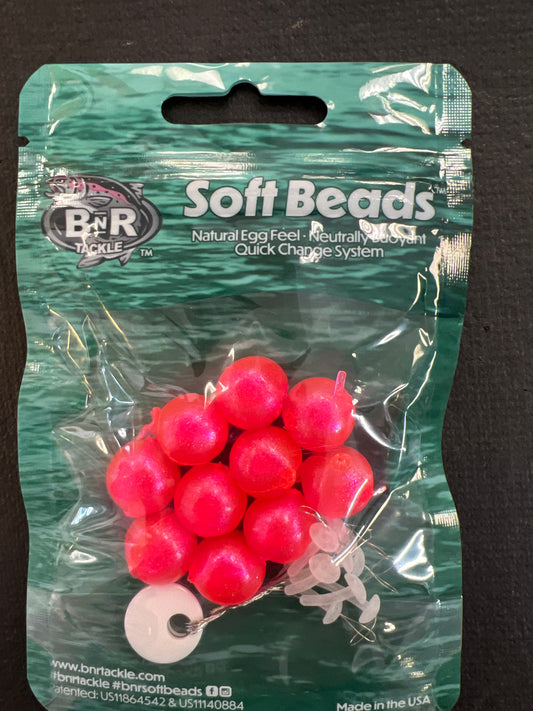 BNR
TACKLE
TM
Soft Beads
TM
Natural Egg Feel · Neutrally Buoyant
Quick Change System
www.bnrtackle.com
#bnrtackle #bnrsoftbeads
Patented: US11864542 & US11140884
Made in the USA